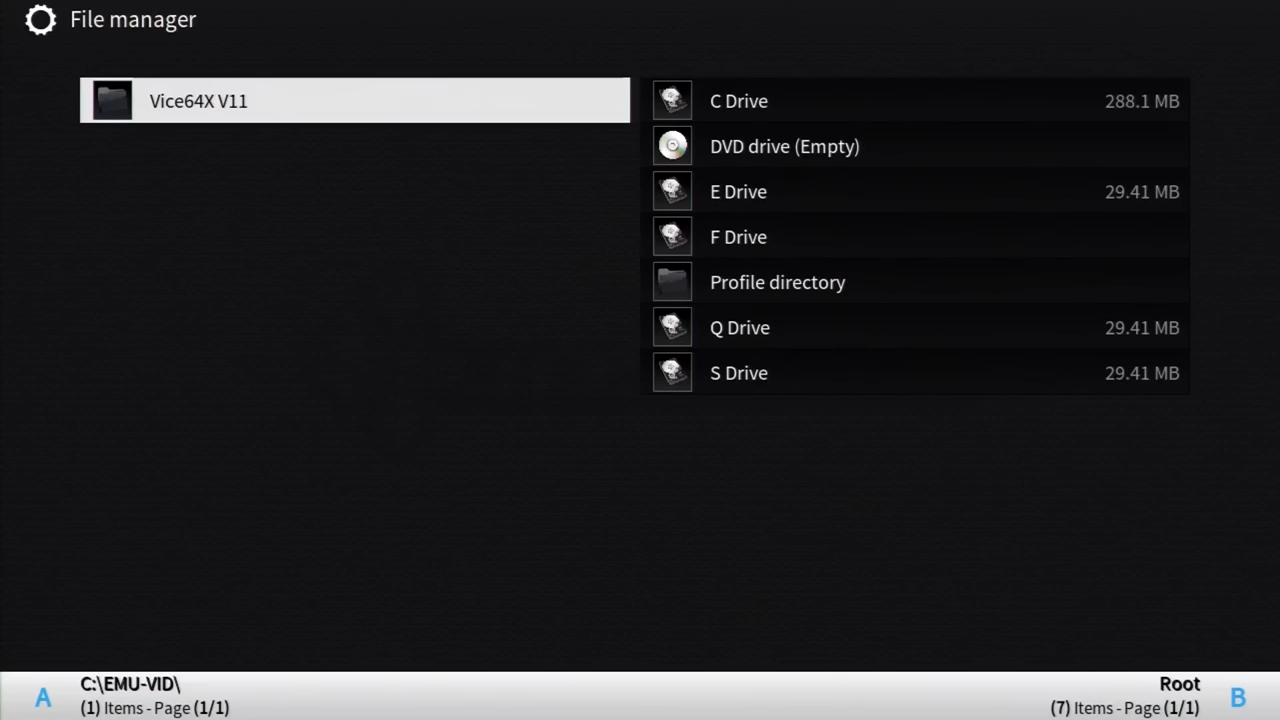 File manager
Vice64X V11
C Drive 288.1 MB
DVD drive (Empty)
E Drive 29.41 MB
F Drive
Profile directory
Q Drive 29.41 MB
S Drive 29.41 MB
A
C:\EMU-VID\
(1) Items - Page (1/1)
Root
(7) Items - Page (1/1)
B